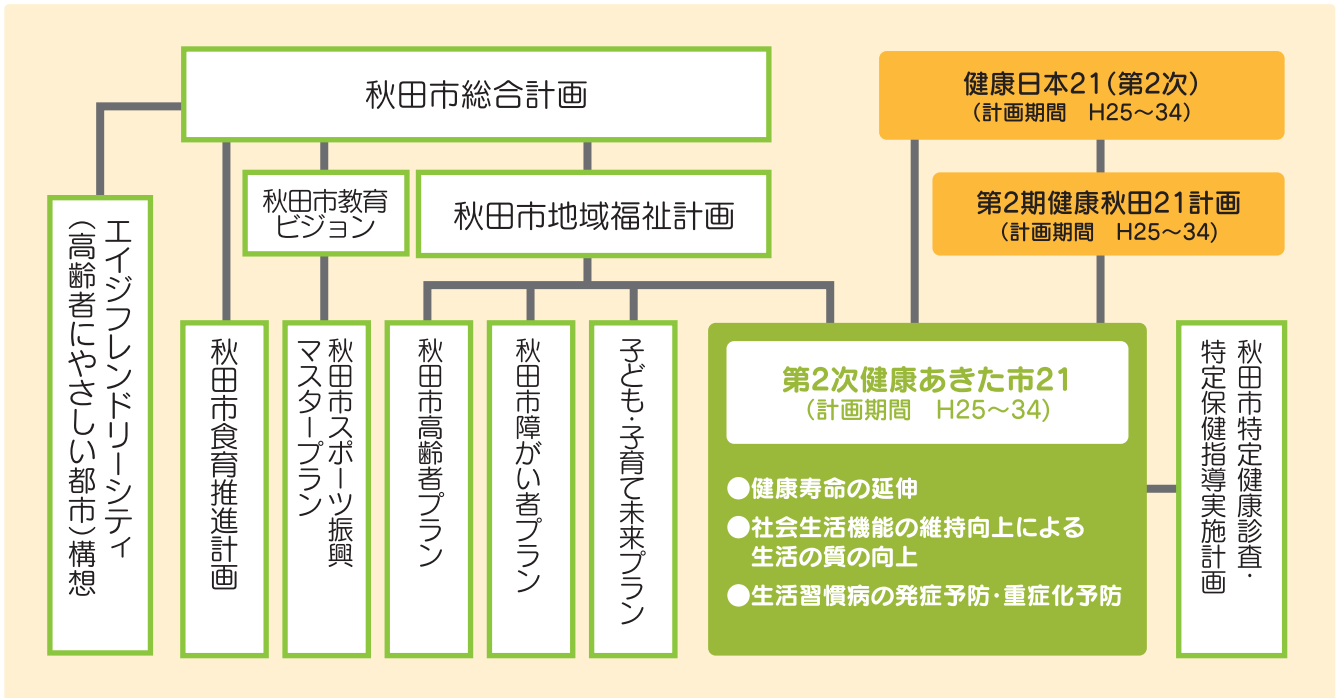 秋田市総合計画
健康日本21(第2次)
(計画期間　H25〜34)
秋田市教育
ビジョン
秋田市地域福祉計画
第2期健康秋田21計画
(計画期間　H25〜34)
エイジフレンドリーシティ
(高齢者にやさしい都市)構想
秋田市食育推進計画
秋田市スポーツ振興
マスタープラン
秋田市高齢者プラン
秋田市障がい者プラン
子ども・子育て未来プラン
第2次健康あきた市21
(計画期間　H25〜34)
●健康寿命の延伸
●社会生活機能の維持向上による
生活の質の向上
●生活習慣病の発症予防・重症化予防
秋田市特定健康診査・
特定保健指導実施計画